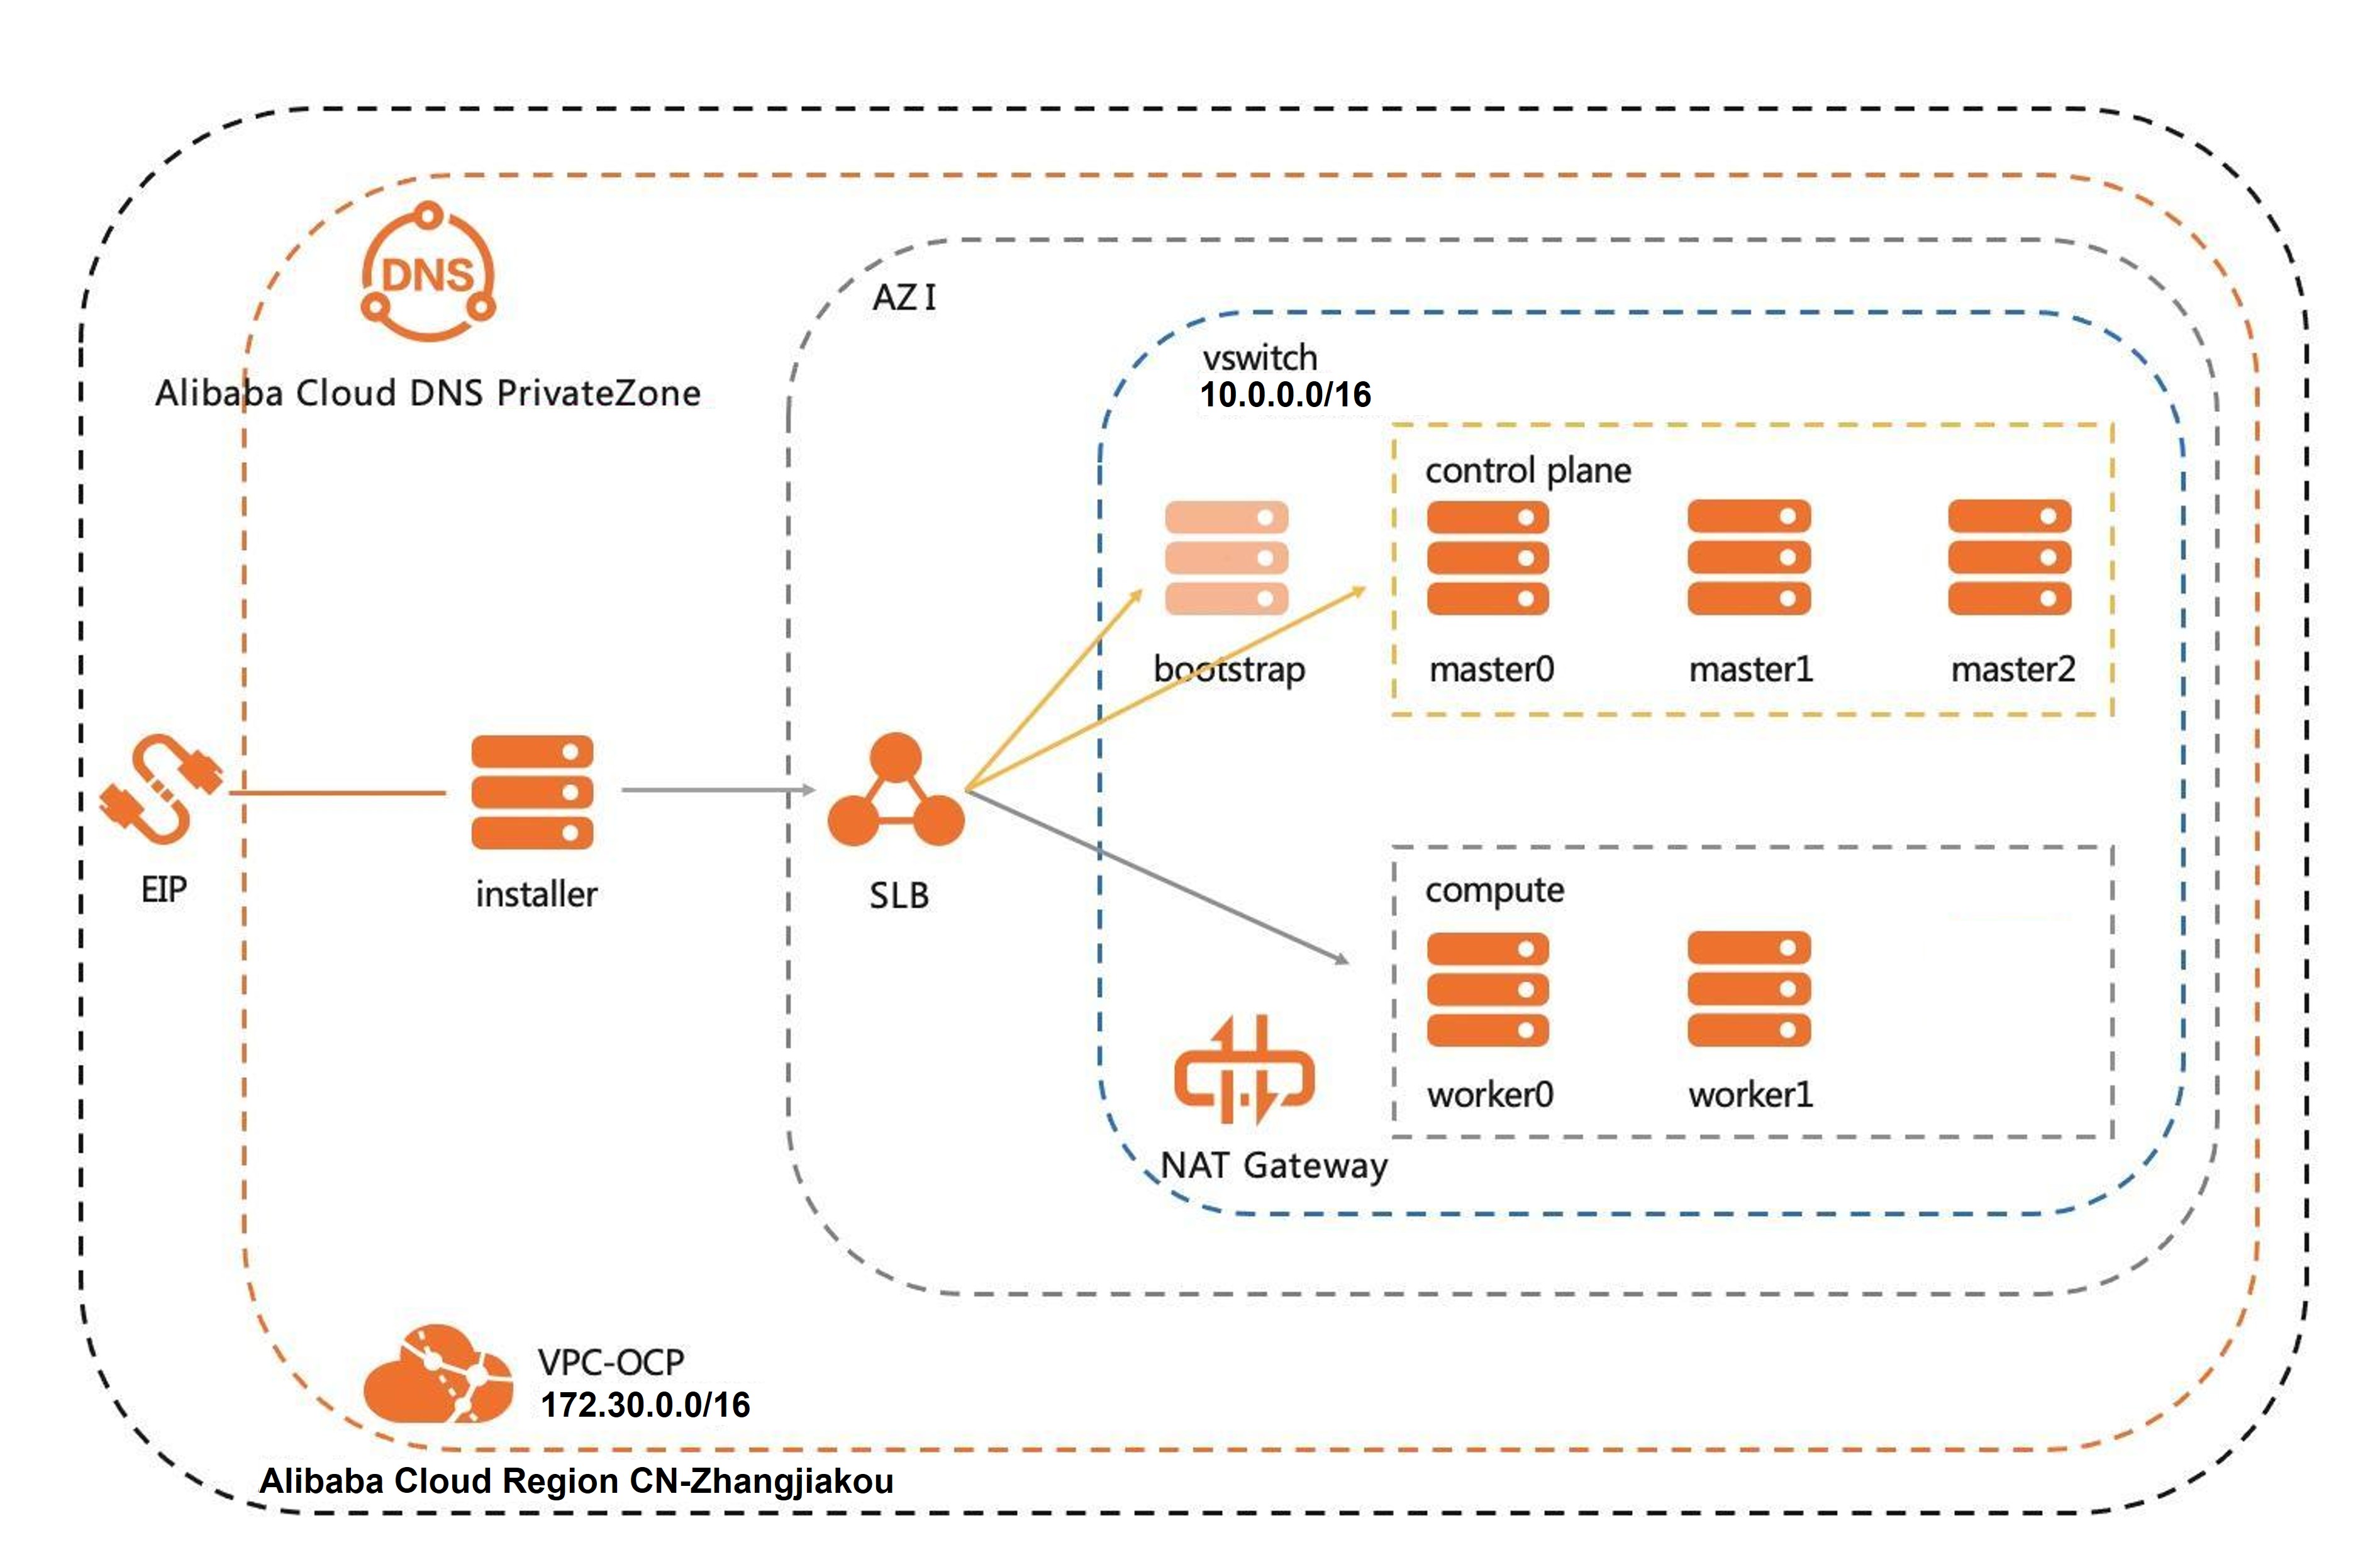 DNS
Alibaba Cloud DNS PrivateZone
AZ I
vswitch
10.0.0.0/16
control plane
bootstrap
master0
master1
master2
EIP
installer
SLB
compute
worker0
worker1
NAT Gateway
VPC-OCP
172.30.0.0/16
Alibaba Cloud Region CN-Zhangjiakou